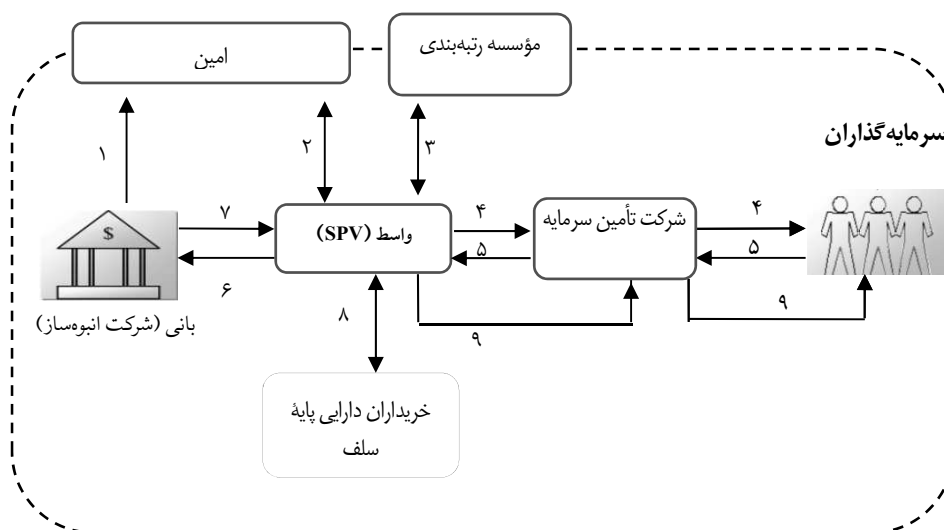 امین
مؤسسه رتبه‌بندی
سرمایه‌گذاران
۱
۲
۳
۷
۴
۴
واسط (SPV)
شرکت تأمین سرمایه
$
۵
۵
۶
۸
۹
۹
بانی (شرکت انبوه‌ساز)
خریداران دارایی پایۀ
سلف